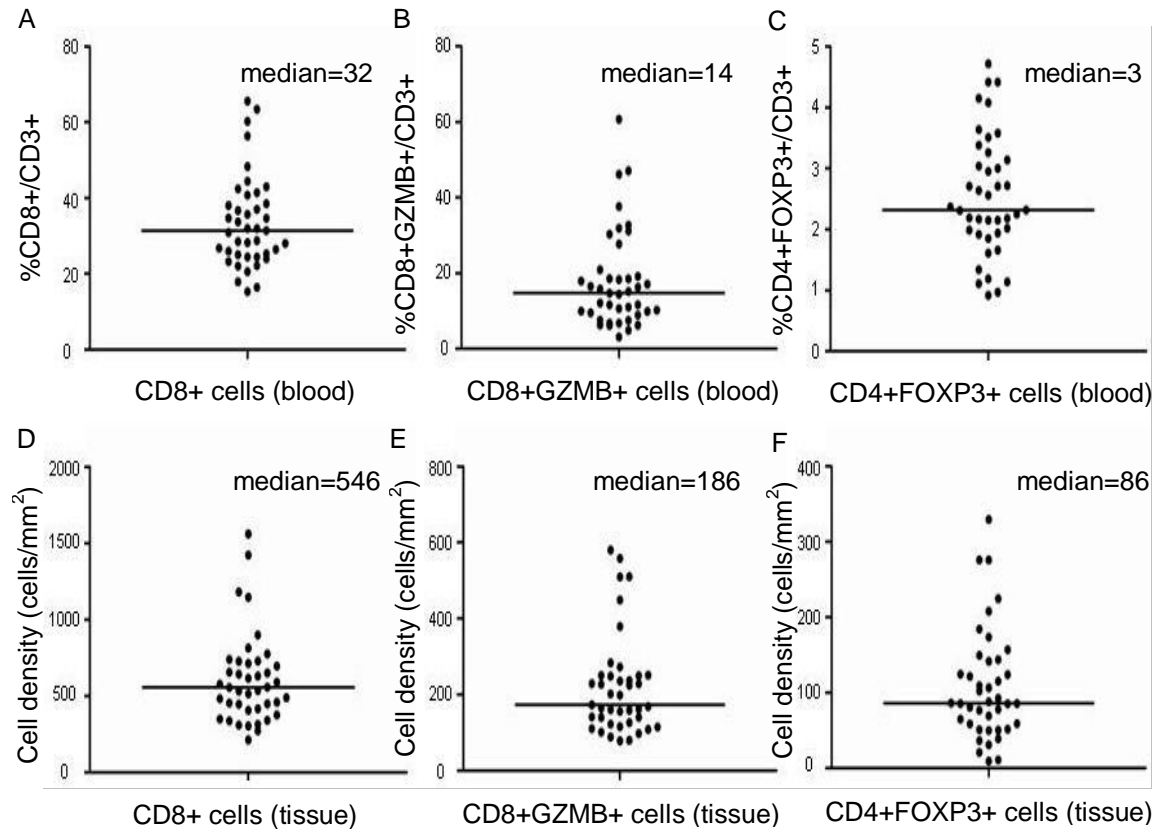 A
B
C
median=32
median=14
median=3
%CD8+/CD3+
%CD8+GZMB+/CD3+
%CD4+FOXP3+/CD3+
80
60
40
20
0
80
60
40
20
0
5
4
3
2
1
0
CD8+ cells (blood)
CD8+GZMB+ cells (blood)
CD4+FOXP3+ cells (blood)
D
E
F
median=546
median=186
median=86
Cell density (cells/mm²)
Cell density (cells/mm²)
Cell density (cells/mm²)
2000
1500
1000
500
0
800
600
400
200
0
400
300
200
100
0
CD8+ cells (tissue)
CD8+GZMB+ cells (tissue)
CD4+FOXP3+ cells (tissue)